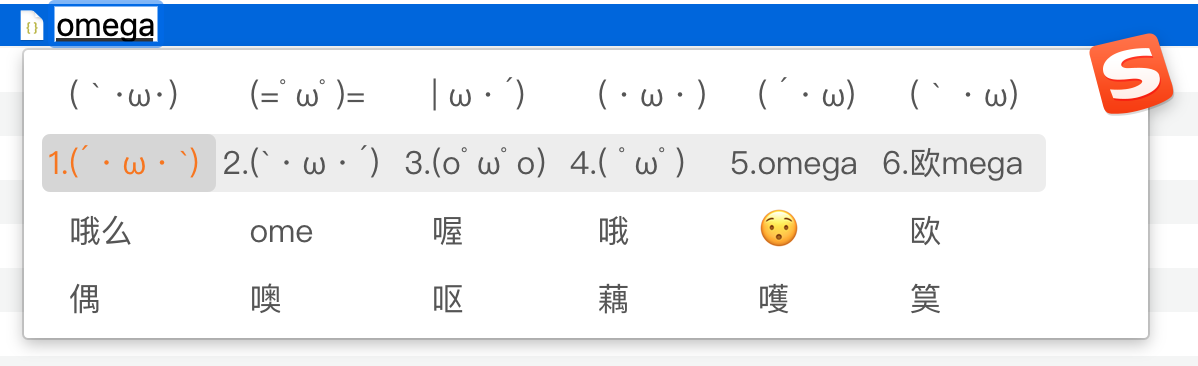 omega
(｀･ω･) (=ﾟωﾟ)= |ω・´) (・ω・) (´・ω) (｀・ω)
1.(´・ω・`) 2.(`・ω・´) 3.(oﾟωﾟo) 4.( ﾟωﾟ) 5.omega 6.欧mega
哦么 ome 喔 哦 😯 欧
偶 噢 呕 藕 嚄 筽